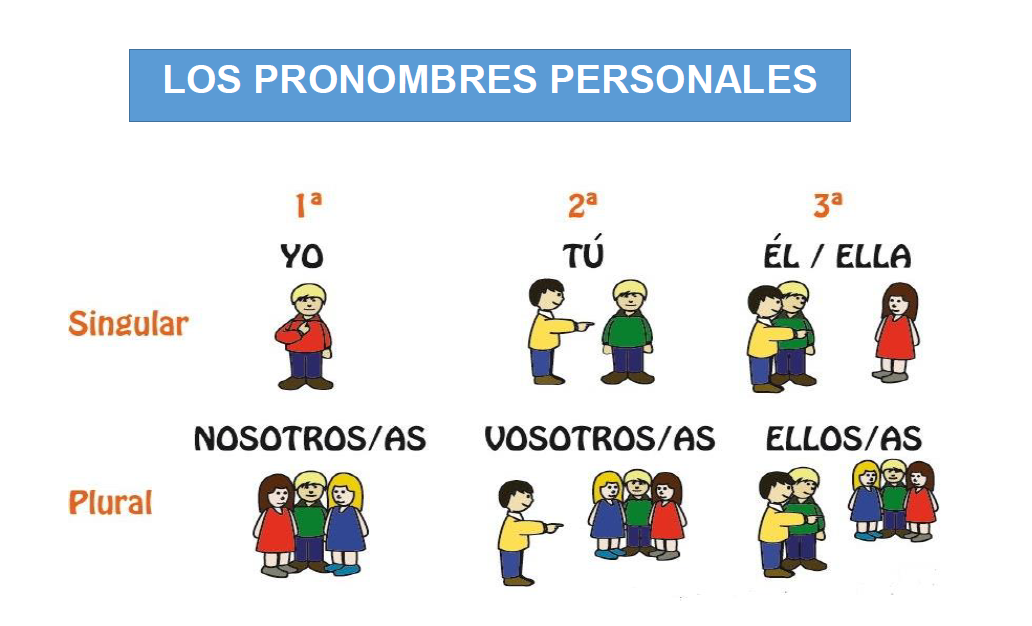 LOS PRONOMBRES PERSONALES
1ª 2ª 3ª
YO TÚ ÉL / ELLA
Singular
NOSOTROS/AS VOSOTROS/AS ELLOS/AS
Plural